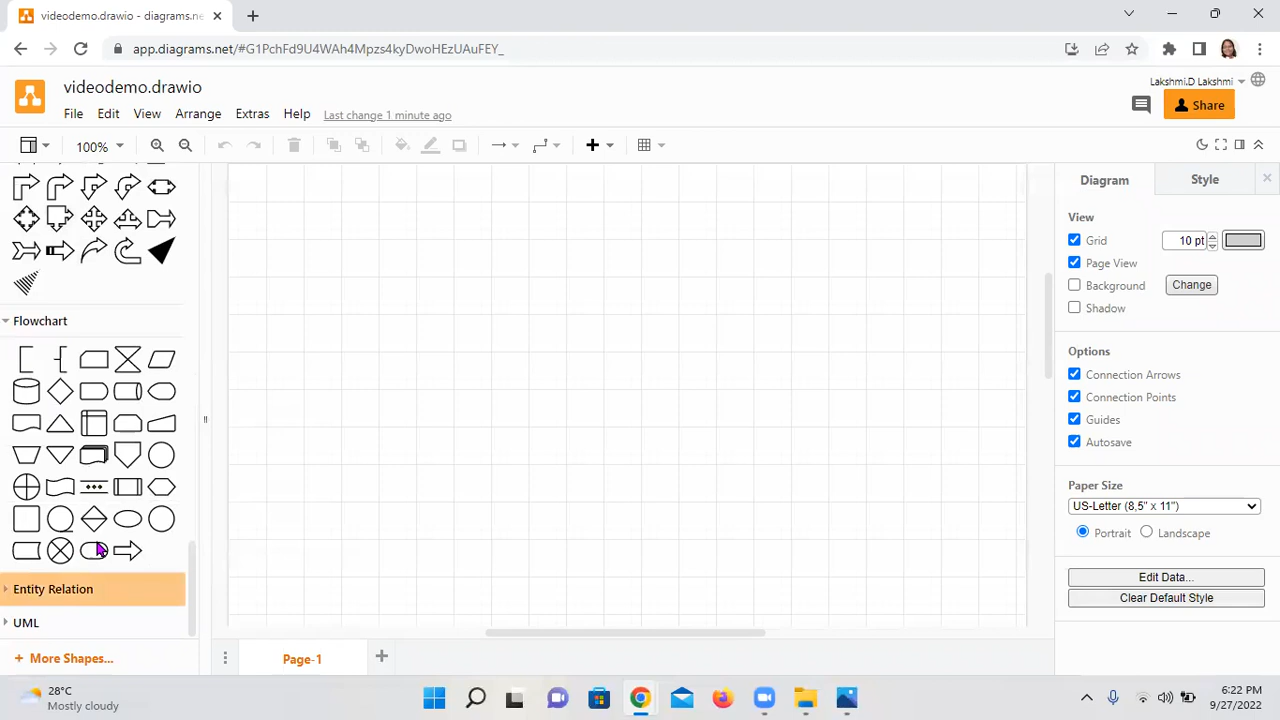 videodemo.drawio - diagrams.ne
app.diagrams.net/#G1PchFd9U4WAh4Mpzs4kyDwoHEzUAuFEY_
videodemo.drawio
Lakshmi.D Lakshmi
File Edit View Arrange Extras Help Last change 1 minute ago
Share
100%
Diagram Style
View
Grid 10 pt
Page View
Background Change
Shadow
Flowchart
Options
Connection Arrows
Connection Points
Guides
Autosave
Paper Size
US-Letter (8,5" x 11")
Portrait Landscape
Edit Data...
Clear Default Style
Entity Relation
UML
+ More Shapes...
Page-1
28°C
Mostly cloudy
6:22 PM
9/27/2022